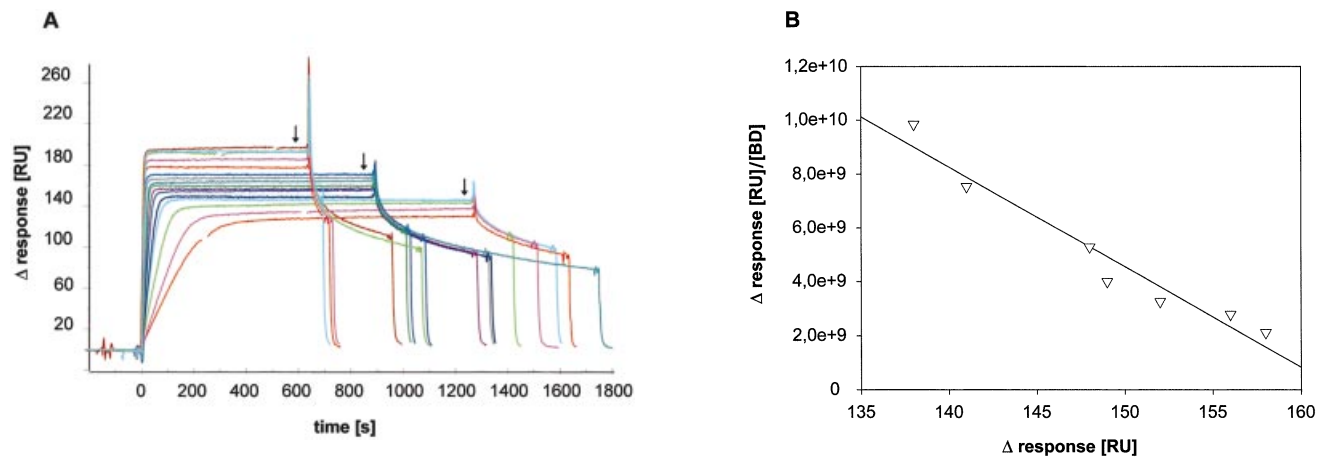 A
Δ response [RU]
260
220
180
140
100
60
20
0 200 400 600 800 1000 1200 1400 1600 1800
time [s]
B
Δ response [RU]/[BD]
1,2e+10
1,0e+10
8,0e+9
6,0e+9
4,0e+9
2,0e+9
0
135 140 145 150 155 160
Δ response [RU]